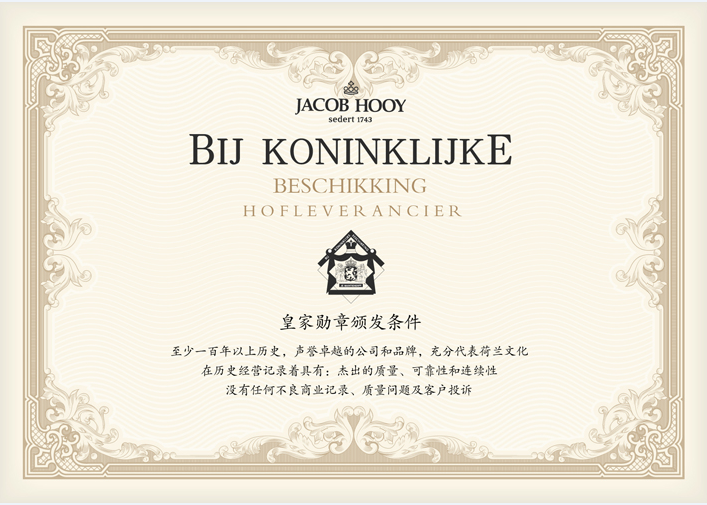 JACOB HOOY
sedert 1743
BIJ KONINKLIJKE
BESCHIKKING
HOFLEVERANCIER
皇家勋章颁发条件
至少一百年以上历史，声誉卓越的公司和品牌，充分代表荷兰文化
在历史经营记录着具有：杰出的质量、可靠性和连续性
没有任何不良商业记录、质量问题及客户投诉